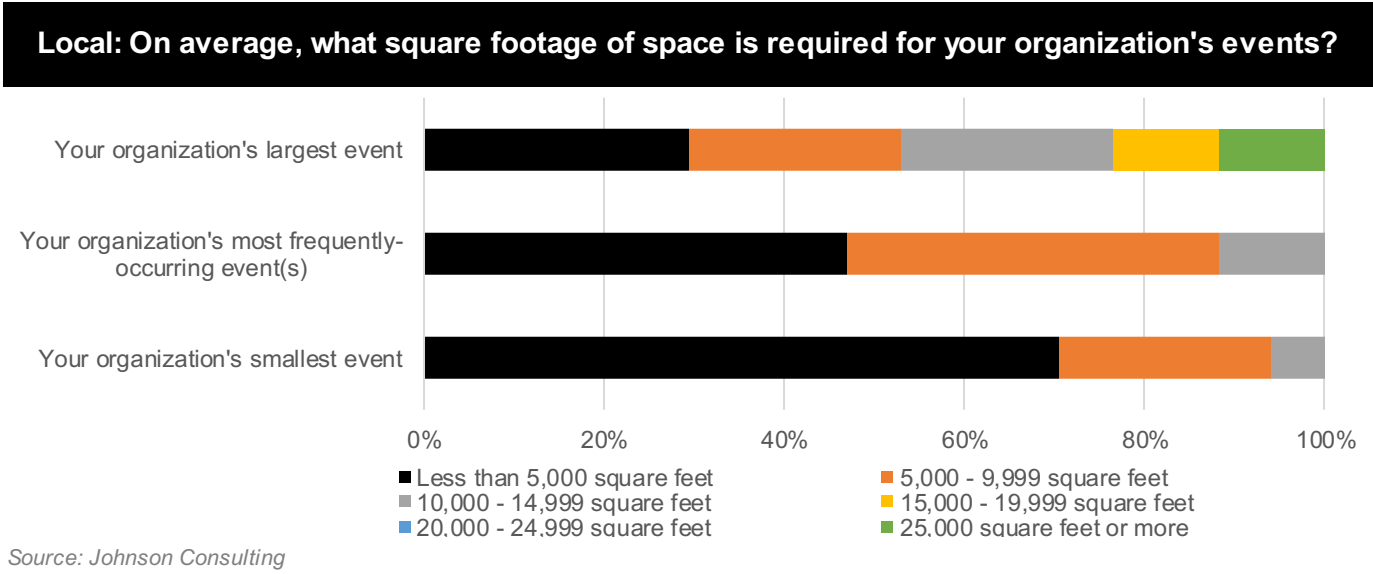 Local: On average, what square footage of space is required for your organization's events?
Your organization's largest event
Your organization's most frequently-
occurring event(s)
Your organization's smallest event
0% 20% 40% 60% 80% 100%
Less than 5,000 square feet 5,000 - 9,999 square feet
10,000 - 14,999 square feet 15,000 - 19,999 square feet
20,000 - 24,999 square feet 25,000 square feet or more
Source: Johnson Consulting